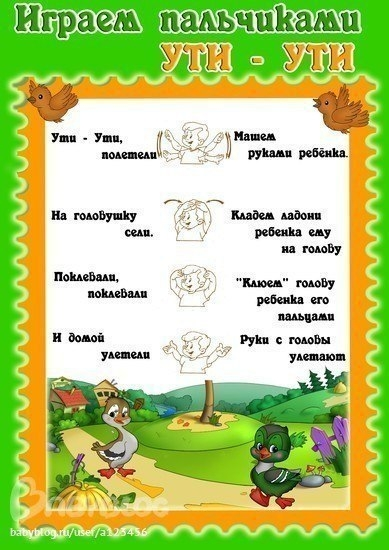 Играем пальчиками
УТИ - УТИ
Ути - Ути,
полетели
Машем
руками ребёнка.
На головушку
сели.
Кладем ладони
ребенка ему
на голову
Поклевали,
поклевали
"Клюем" голову
ребенка его
пальцами
И домой
улетели
Руки с головы
улетают
babyblog.ru/user/a123456